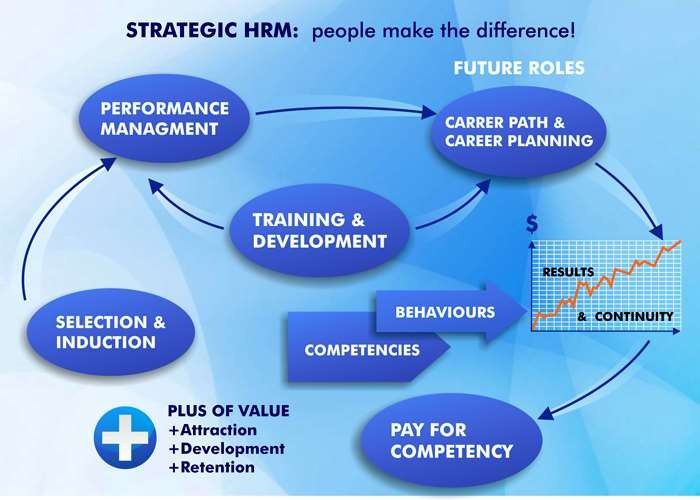 STRATEGIC HRM: people make the difference!
FUTURE ROLES
PERFORMANCE
MANAGMENT
CARRER PATH &
CAREER PLANNING
TRAINING &
DEVELOPMENT
$
RESULTS
& CONTINUITY
BEHAVIOURS
COMPETENCIES
SELECTION &
INDUCTION
PLUS OF VALUE
+Attraction
+Development
+Retention
PAY FOR
COMPETENCY